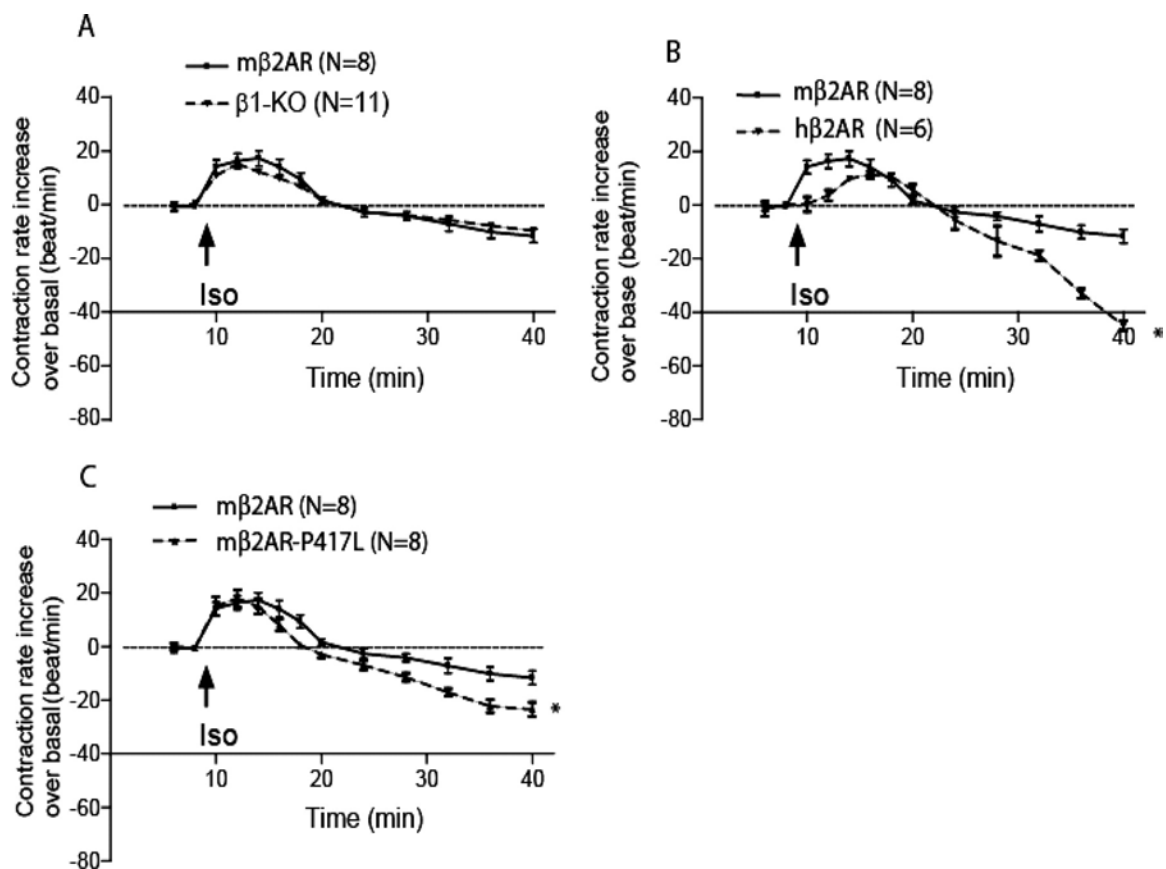 A
mβ2AR (N=8)
β1-KO (N=11)
Contraction rate increase
over basal (beat/min)
40
20
0
-20
-40
-60
-80
Iso
10
20
30
40
Time (min)
B
mβ2AR (N=8)
hβ2AR (N=6)
Contraction rate increase
over base (beat/min)
40
20
0
-20
-40
-60
-80
Iso
10
20
30
40
*
Time (min)
C
mβ2AR (N=8)
mβ2AR-P417L (N=8)
Contraction rate increase
over basal (beat/min)
40
20
0
-20
-40
-60
-80
Iso
*
10
20
30
40
Time (min)